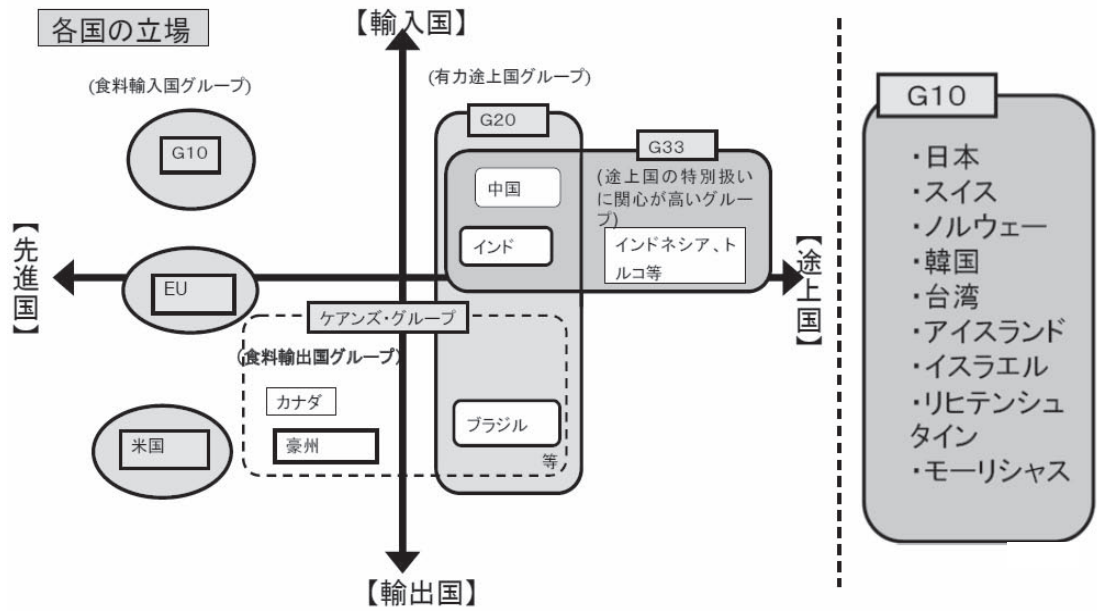 各国の立場
【輸入国】
(食料輸入国グループ)
(有力途上国グループ)
G10
G20
G33
中国
(途上国の特別扱い
に関心が高いグルー
プ)
インド
インドネシア、ト
ルコ等
【先進国】
【途上国】
EU
ケアンズ・グループ
(食料輸出国グループ)
カナダ
豪州
米国
ブラジル
等
【輸出国】
G10
・日本
・スイス
・ノルウェー
・韓国
・台湾
・アイスランド
・イスラエル
・リヒテンシュ
タイン
・モーリシャス